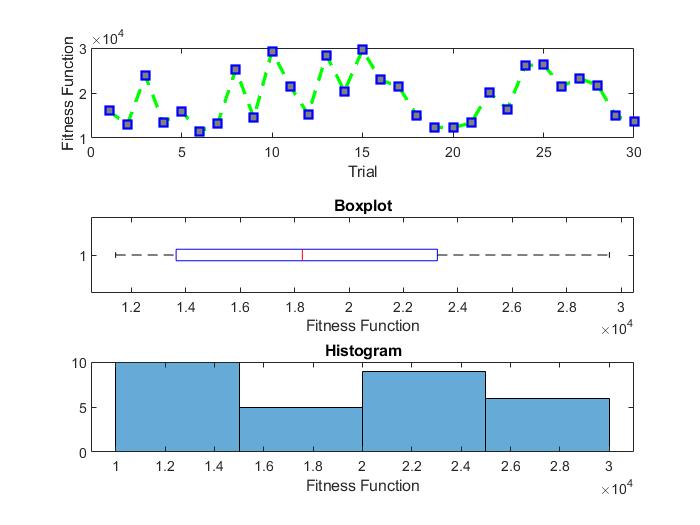 ×10^4
3
2
1
Fitness Function
0 5 10 15 20 25 30
Trial
Boxplot
1
1.2 1.4 1.6 1.8 2 2.2 2.4 2.6 2.8 3
Fitness Function
×10^4
Histogram
10
5
0
1 1.2 1.4 1.6 1.8 2 2.2 2.4 2.6 2.8 3
Fitness Function
×10^4